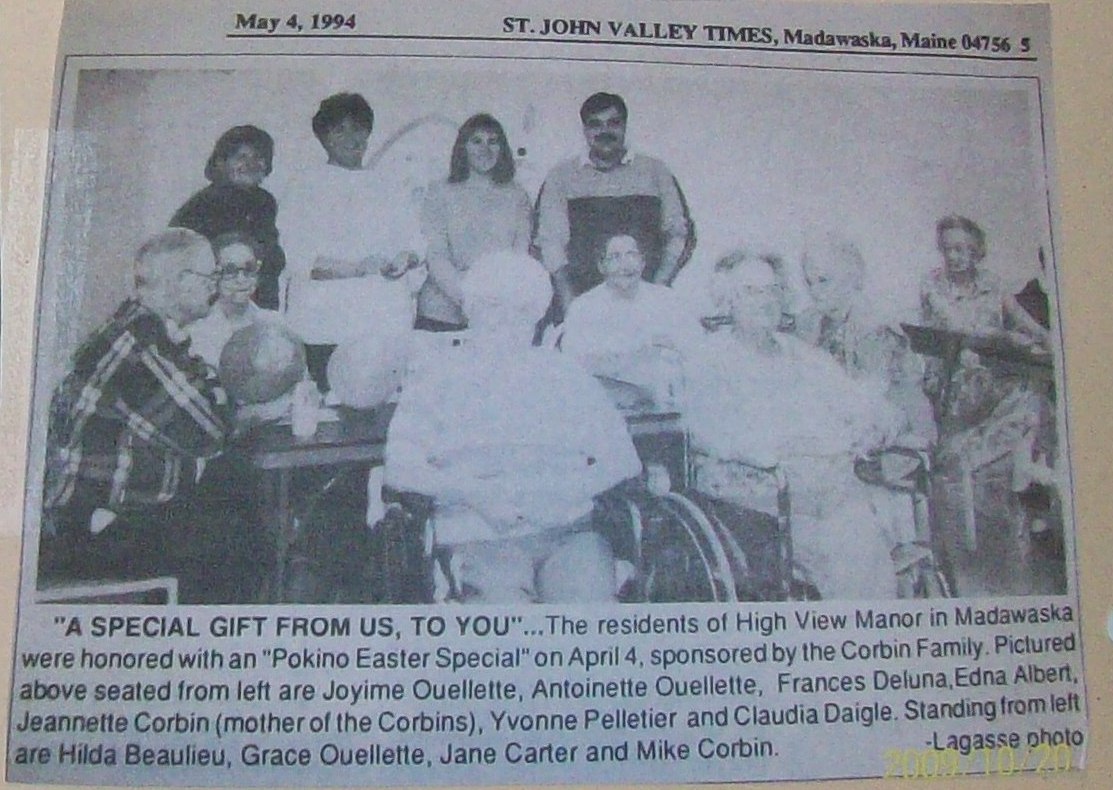 May 4, 1994 ST. JOHN VALLEY TIMES, Madawaska, Maine 04756 5
"A SPECIAL GIFT FROM US, TO YOU"...The residents of High View Manor in Madawaska
were honored with an "Pokino Easter Special" on April 4, sponsored by the Corbin Family. Pictured
above seated from left are Joyime Ouellette, Antoinette Ouellette, Frances Deluna,Edna Albert,
Jeannette Corbin (mother of the Corbins), Yvonne Pelletier and Claudia Daigle. Standing from left
are Hilda Beaulieu, Grace Ouellette, Jane Carter and Mike Corbin. -Lagasse photo